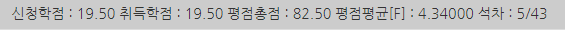 신청학점 : 19.50 취득학점 : 19.50 평점총점 : 82.50 평점평균[F] : 4.34000 석차 : 5/43